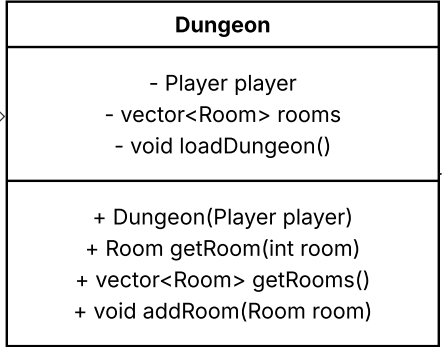 Dungeon
- Player player
- vector<Room> rooms
- void loadDungeon()
+ Dungeon(Player player)
+ Room getRoom(int room)
+ vector<Room> getRooms()
+ void addRoom(Room room)